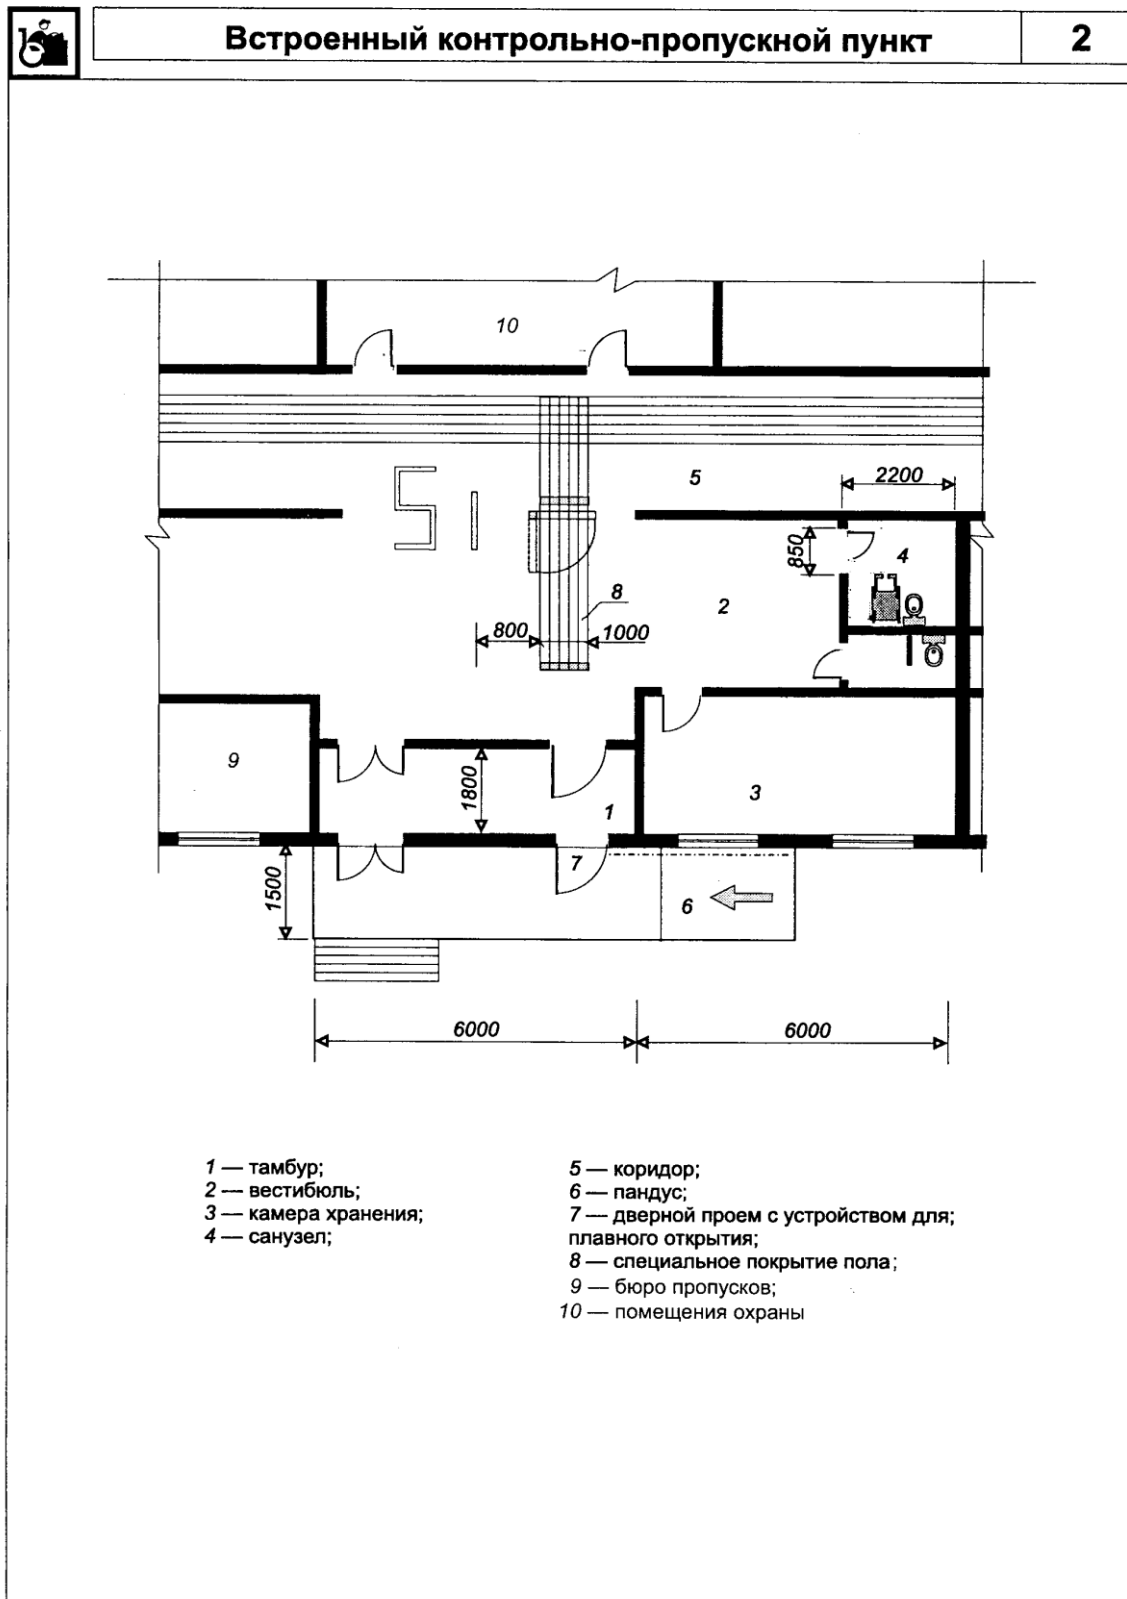 Встроенный контрольно-пропускной пункт
2
10
5
2200
850
4
8
2
800
1000
9
1800
1
3
7
1500
6
6000
6000
1 — тамбур;
2 — вестибюль;
3 — камера хранения;
4 — санузел;
5 — коридор;
6 — пандус;
7 — дверной проем с устройством для;
плавного открытия;
8 — специальное покрытие пола;
9 — бюро пропусков;
10 — помещения охраны